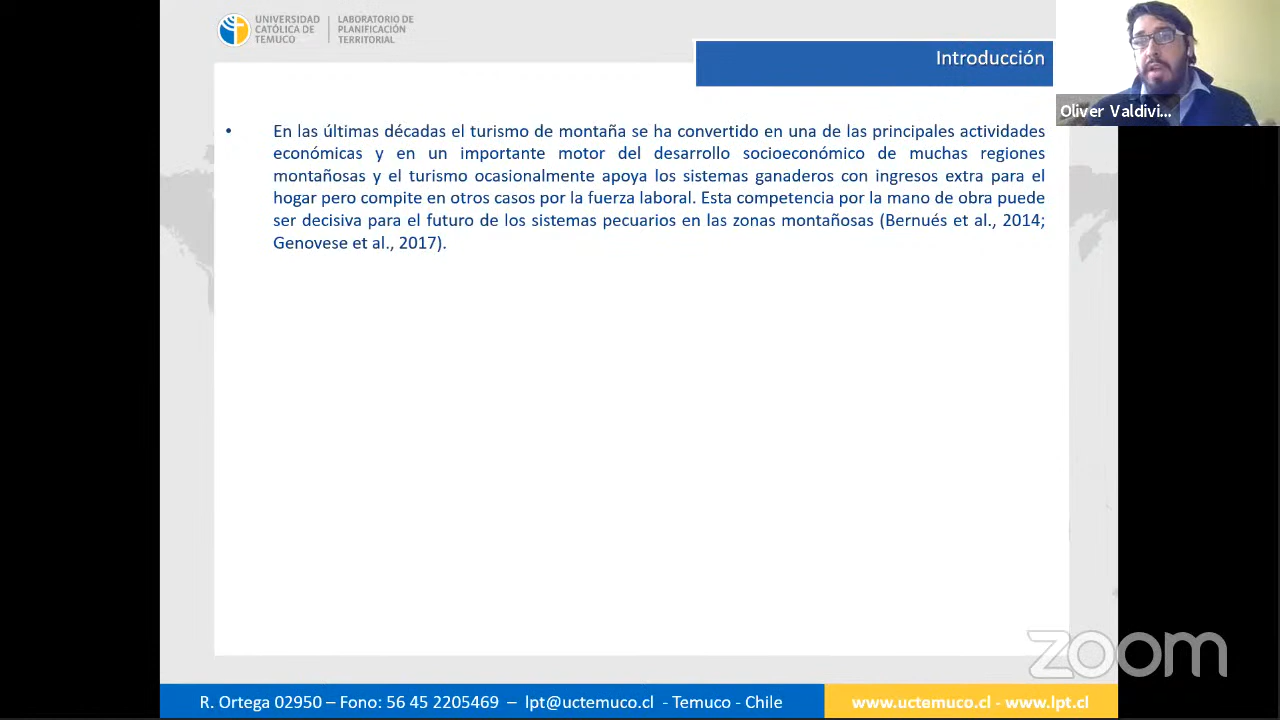 UNIVERSIDAD
CATÓLICA DE
TEMUCO
LABORATORIO DE
PLANIFICACIÓN
TERRITORIAL
Introducción
Oliver Valdivi...
• En las últimas décadas el turismo de montaña se ha convertido en una de las principales actividades
económicas y en un importante motor del desarrollo socioeconómico de muchas regiones
montañosas y el turismo ocasionalmente apoya los sistemas ganaderos con ingresos extra para el
hogar pero compite en otros casos por la fuerza laboral. Esta competencia por la mano de obra puede
ser decisiva para el futuro de los sistemas pecuarios en las zonas montañosas (Bernués et al., 2014;
Genovese et al., 2017).
zoom
R. Ortega 02950 – Fono: 56 45 2205469 – lpt@uctemuco.cl - Temuco - Chile
www.uctemuco.cl - www.lpt.cl